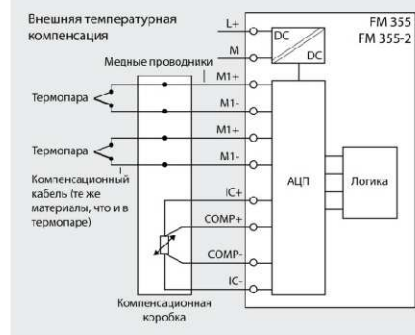 Внешняя температурная
компенсация
L+
DC
DC
FM 355
FM 355-2
M
Медные проводники
M1+
Термопара
M1-
M1+
Термопара
M1-
Компенсационный
кабель (те же
материалы, что и в
термопаре)
IC+
COMP+
АЦП
Логика
COMP-
IC-
Компенсационная
коробка